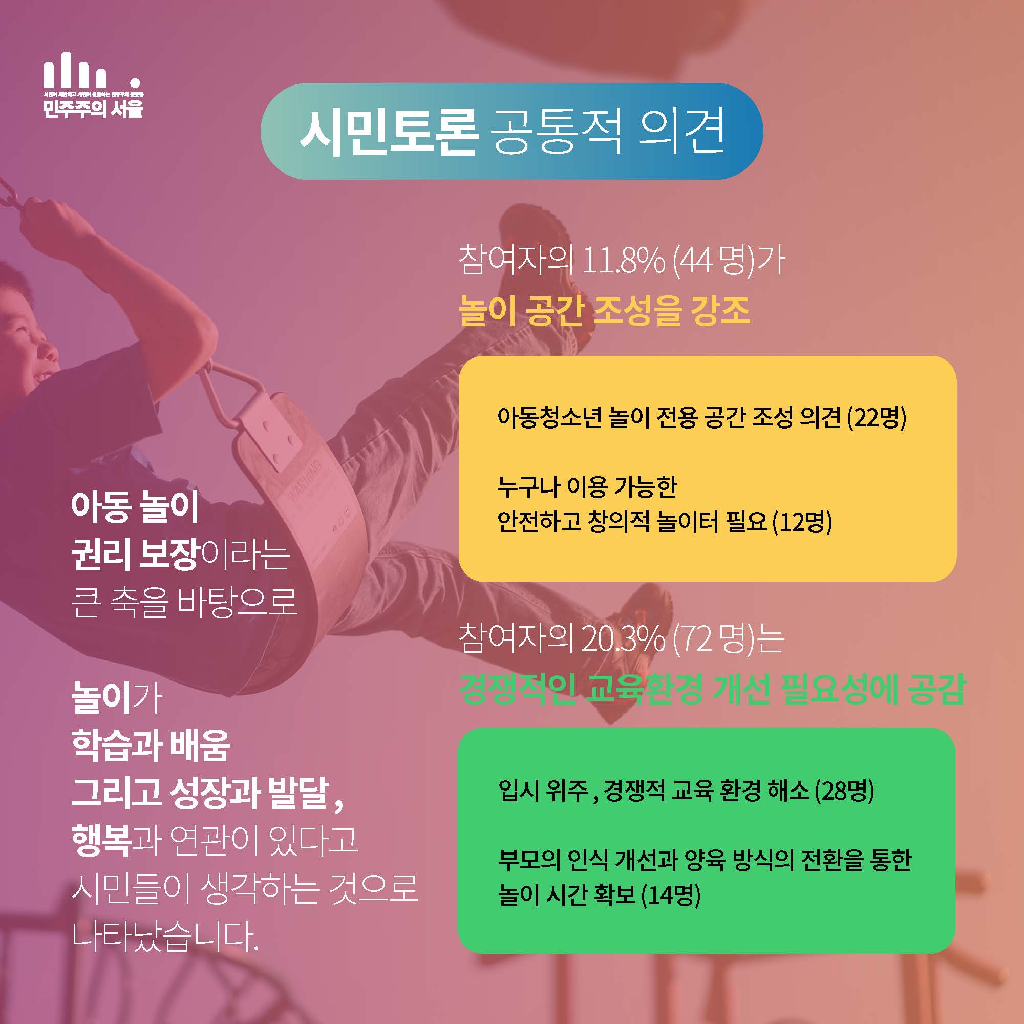 민주주의 서울
시민토론 공통적 의견
아동 놀이
권리 보장이라는
큰 축을 바탕으로
놀이가
학습과 배움
그리고 성장과 발달,
행복과 연관이 있다고
시민들이 생각하는 것으로
나타났습니다.
참여자의 11.8% (44 명)가
놀이 공간 조성을 강조
아동청소년 놀이 전용 공간 조성 의견 (22명)
누구나 이용 가능한
안전하고 창의적 놀이터 필요 (12명)
참여자의 20.3% (72 명)는
경쟁적인 교육환경 개선 필요성에 공감
입시 위주, 경쟁적 교육 환경 해소 (28명)
부모의 인식 개선과 양육 방식의 전환을 통한
놀이 시간 확보 (14명)